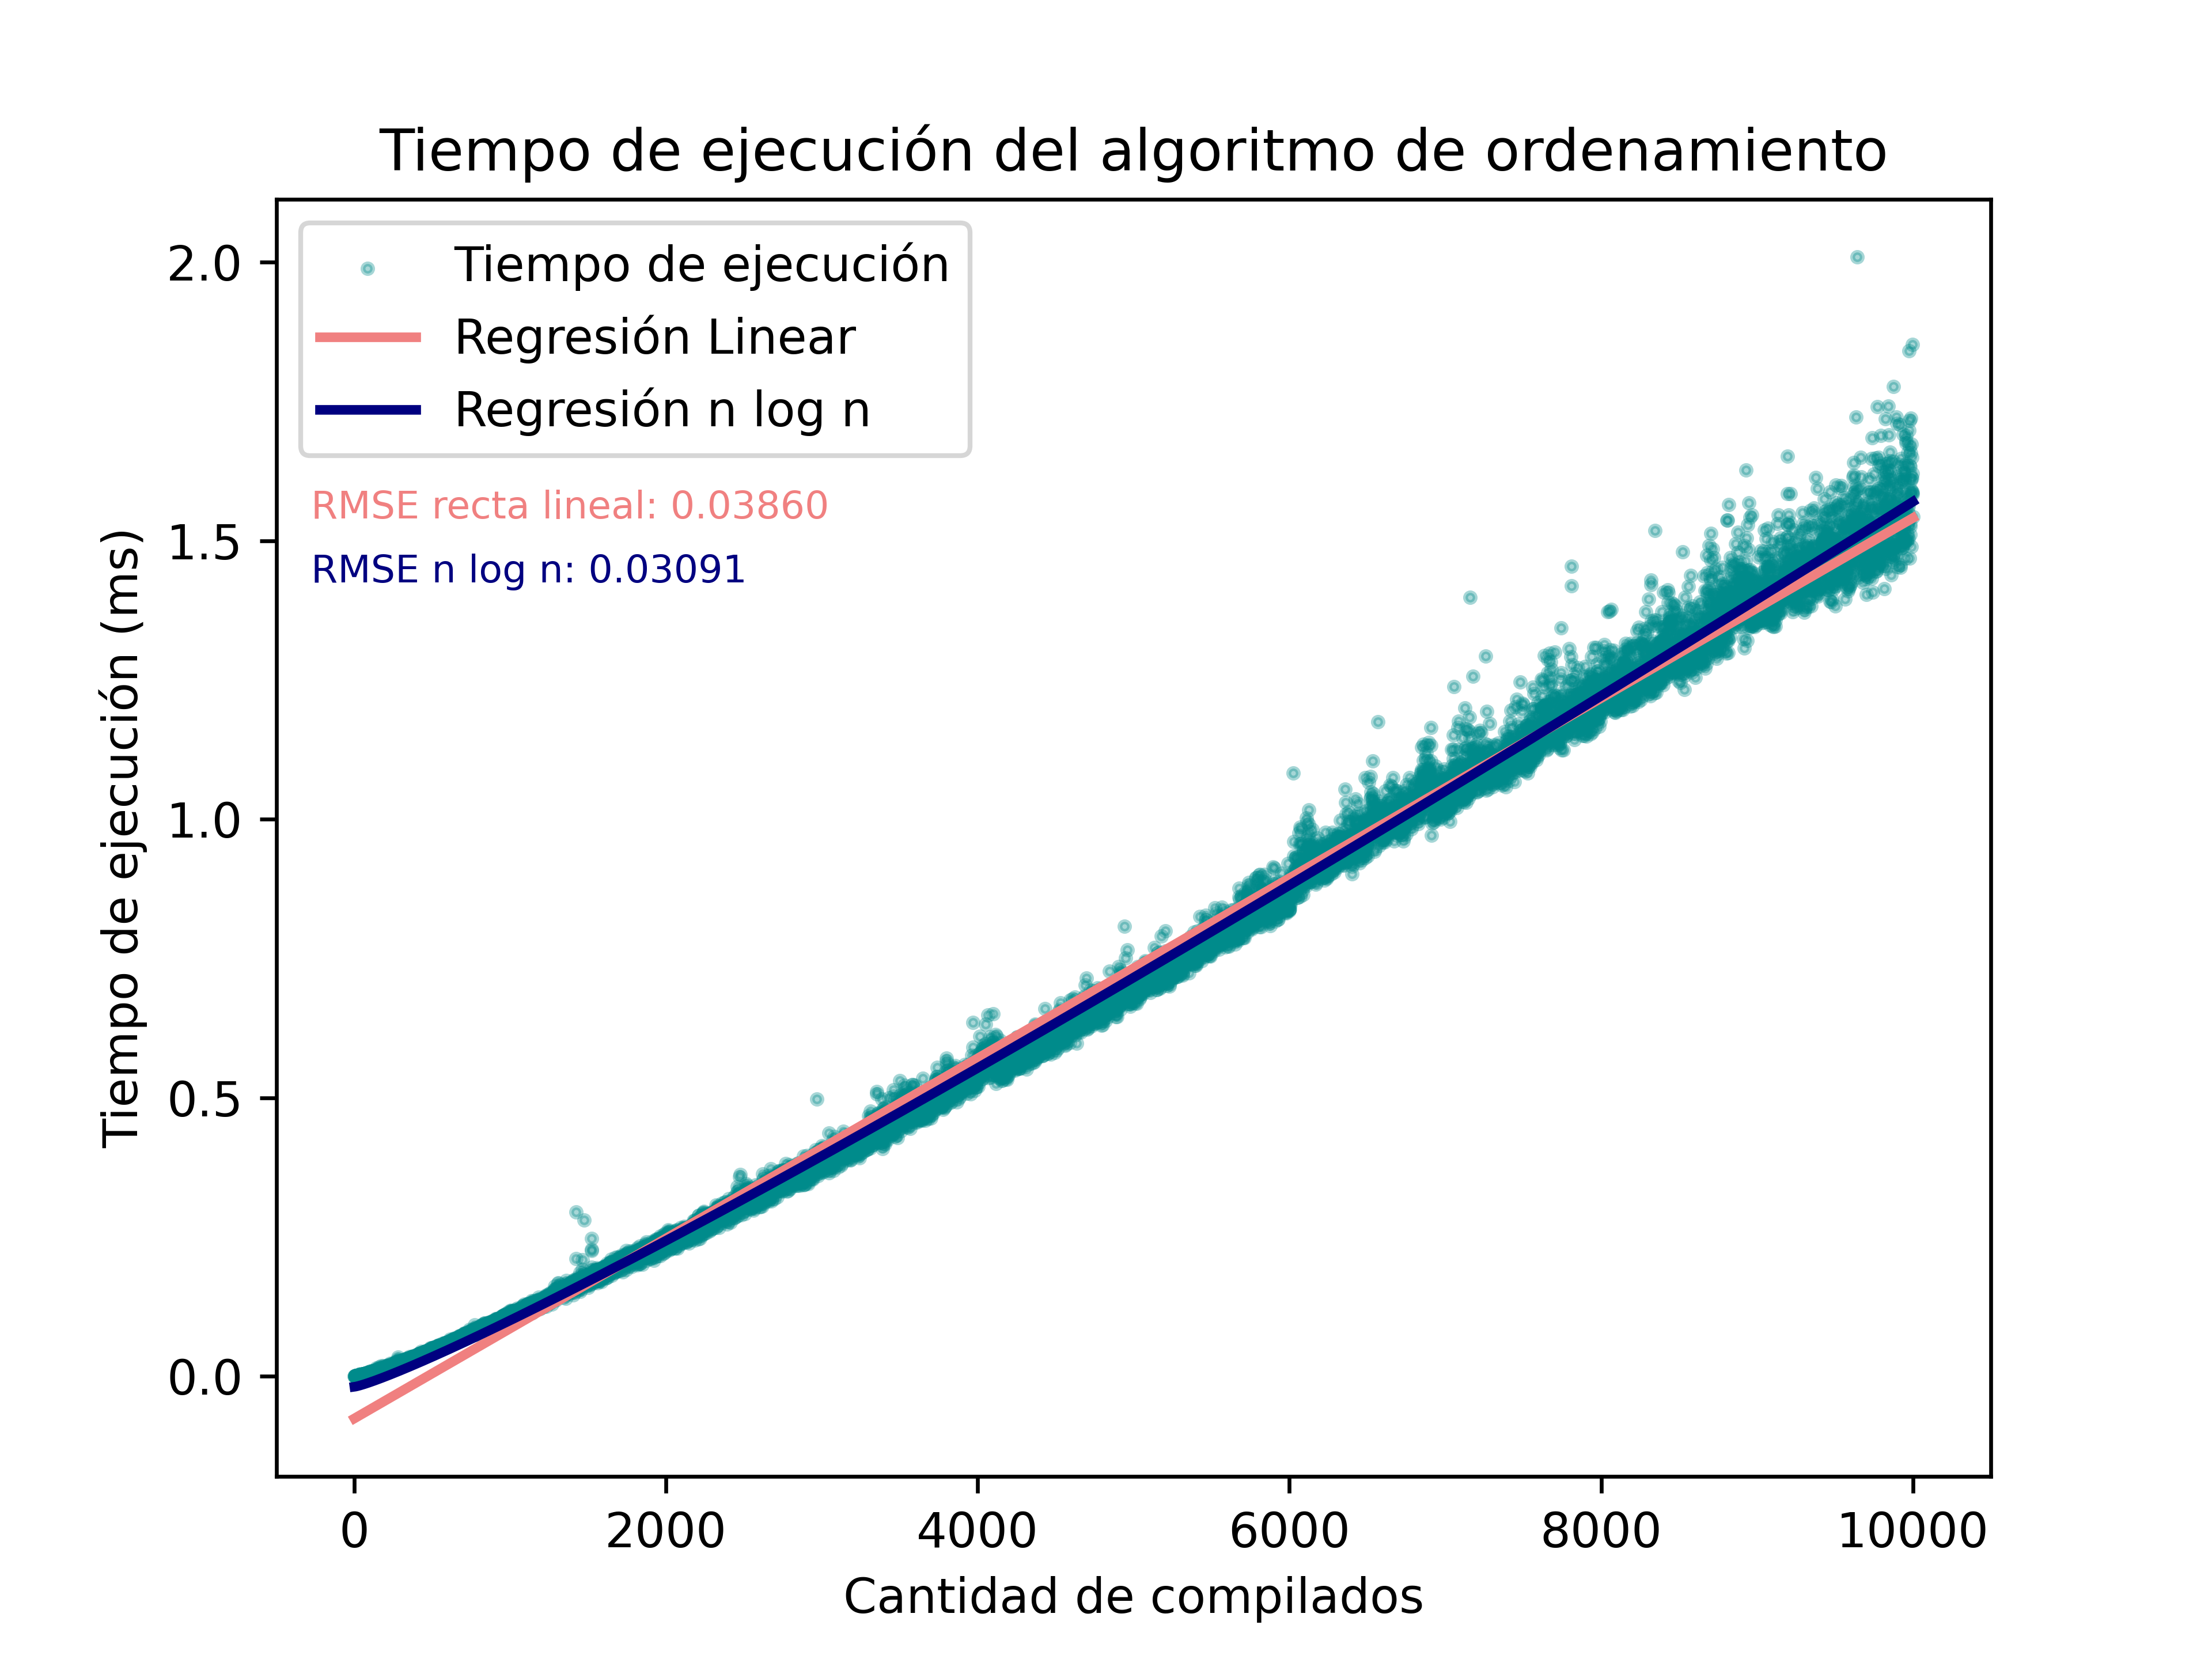 Tiempo de ejecución del algoritmo de ordenamiento
Tiempo de ejecución
Regresión Linear
Regresión n log n
RMSE recta lineal: 0.03860
RMSE n log n: 0.03091
Tiempo de ejecución (ms)
2.0
1.5
1.0
0.5
0.0
0 2000 4000 6000 8000 10000
Cantidad de compilados